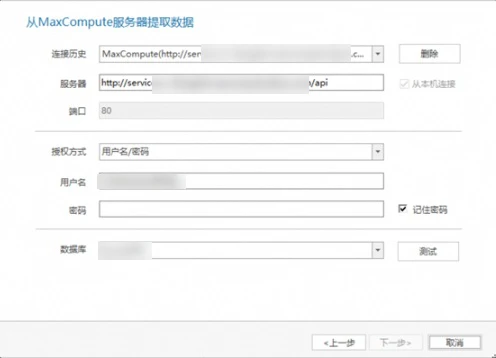 从MaxCompute服务器提取数据
连接历史 MaxCompute(http://ser .c... 删除
服务器 http://service /api 从本机连接
端口 80
授权方式 用户名/密码
用户名
密码 记住密码
数据库 测试
<上一步 下一步> 取消